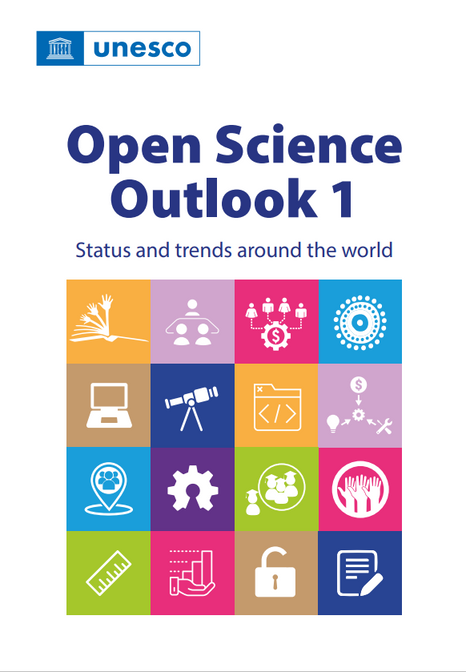 unesco
Open Science
Outlook 1
Status and trends around the world
$
$
</>